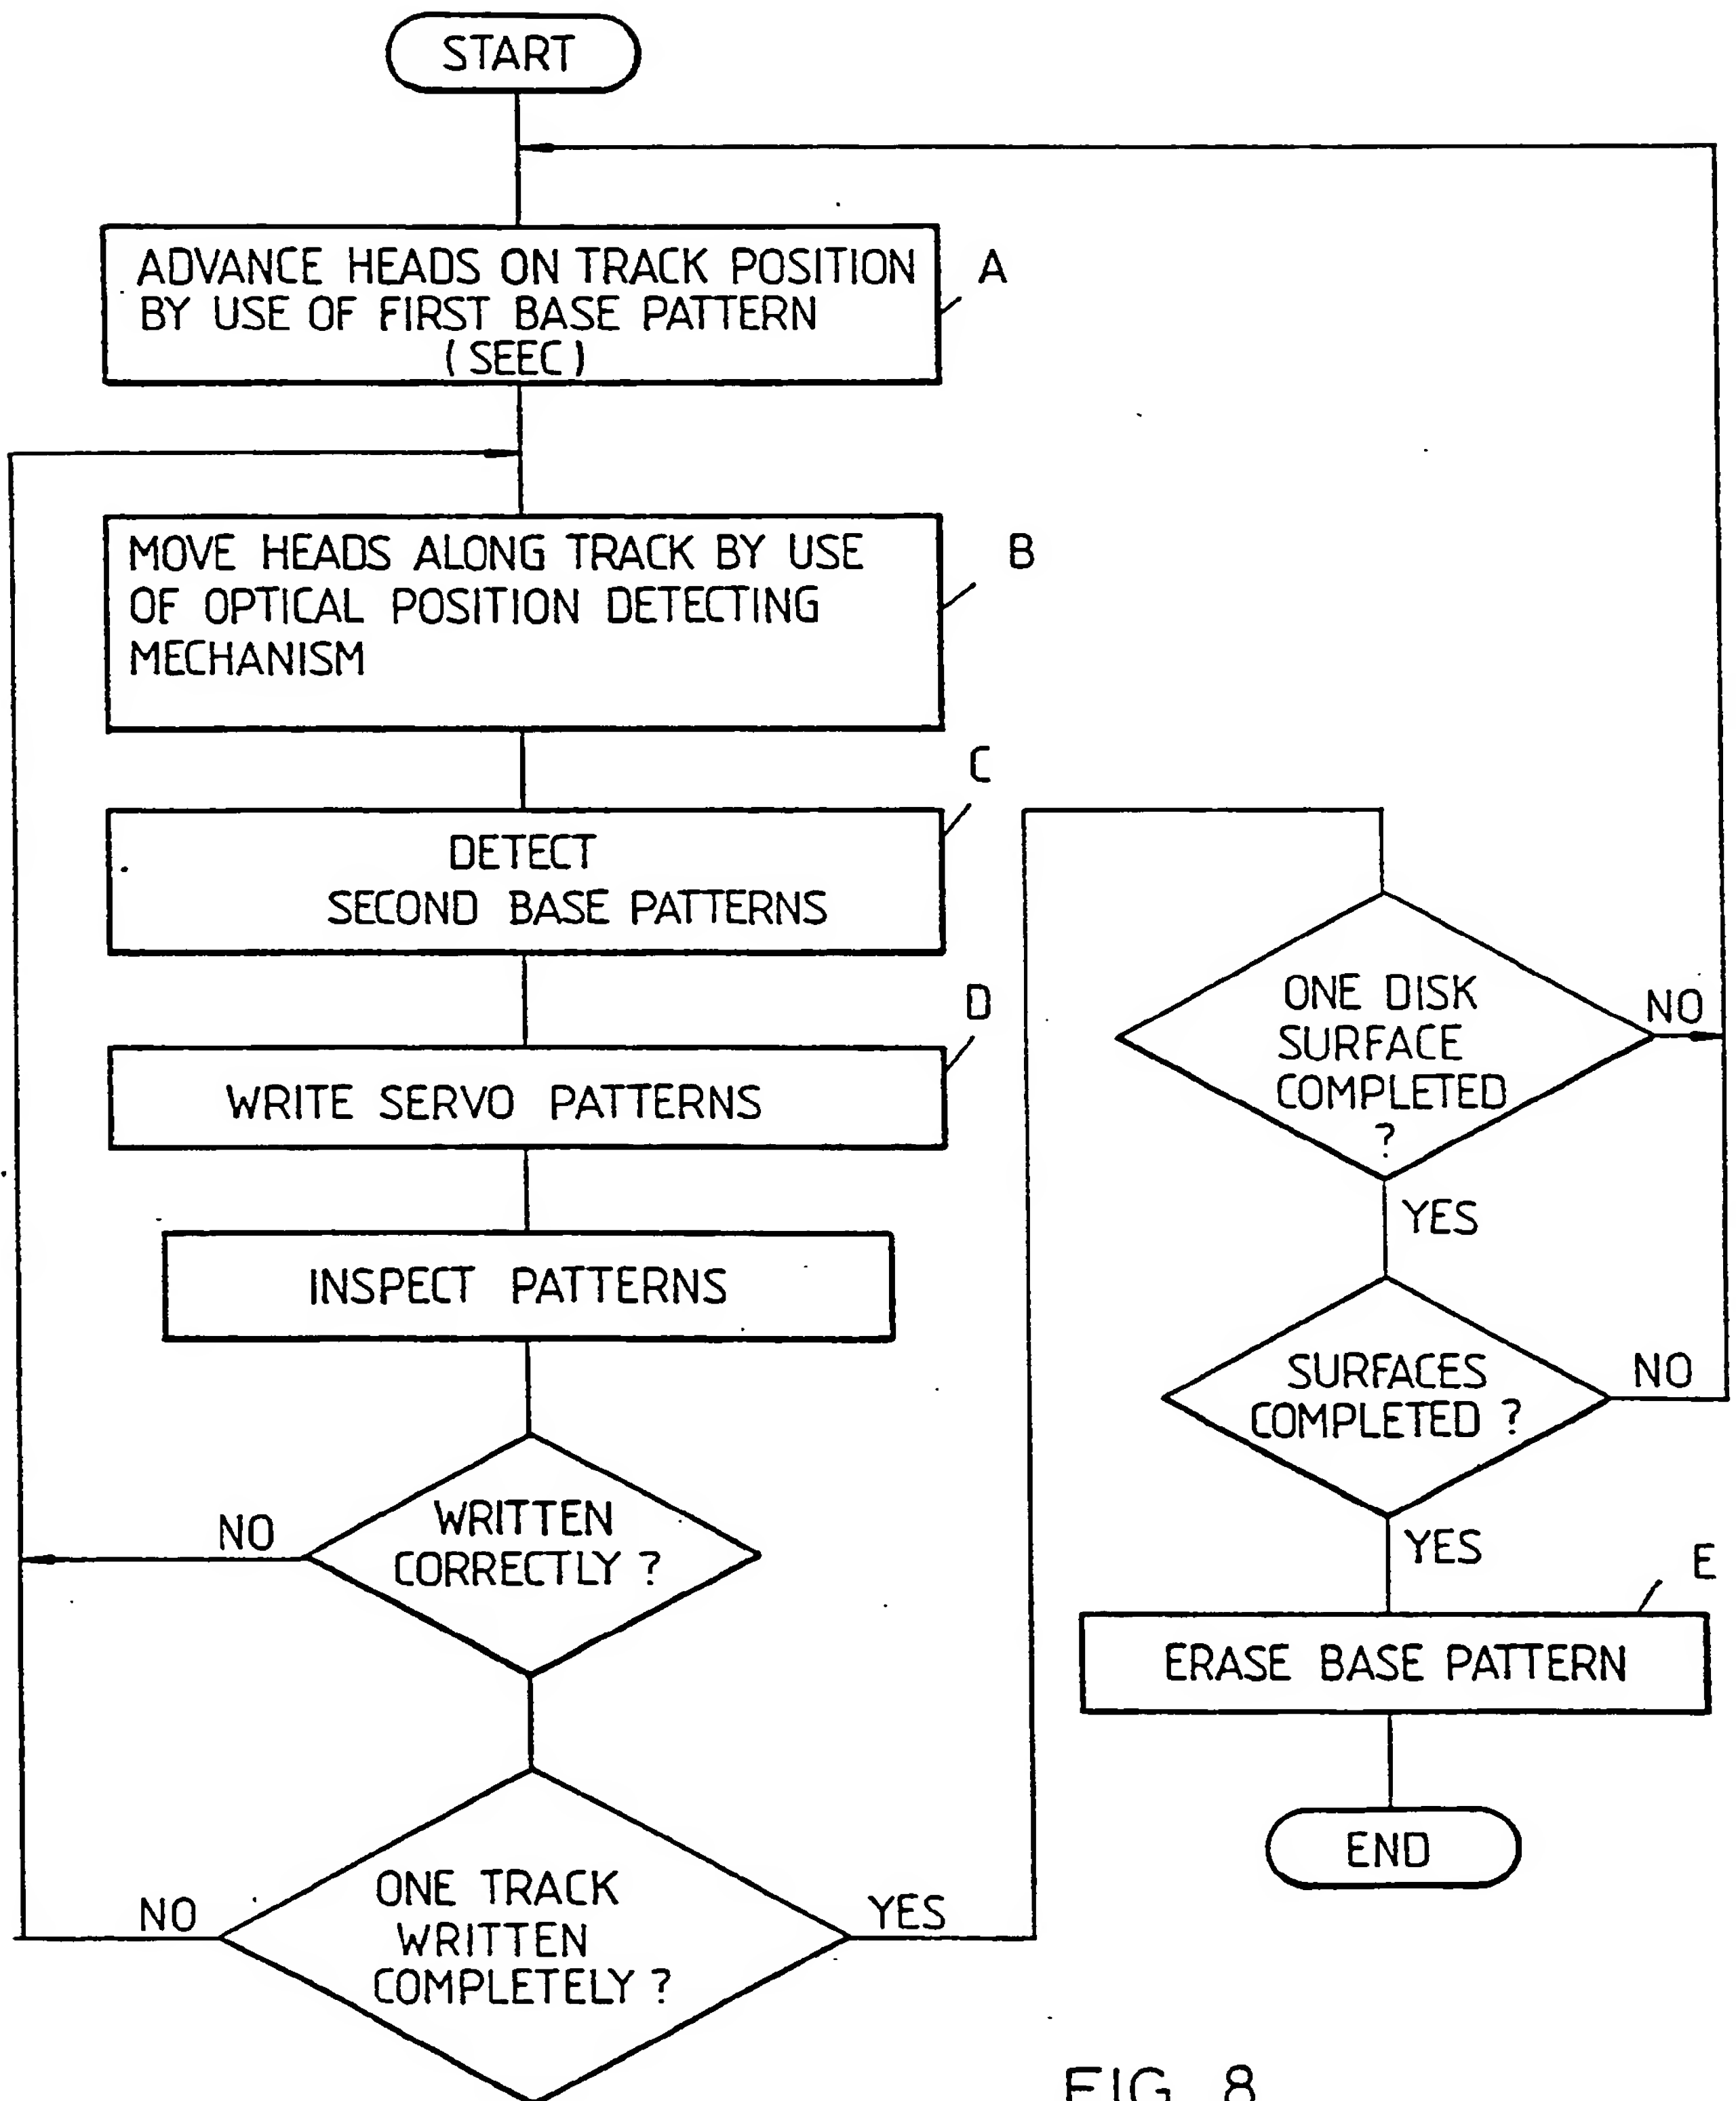 START
ADVANCE HEADS ON TRACK POSITION
BY USE OF FIRST BASE PATTERN
(SEEC)
A
MOVE HEADS ALONG TRACK BY USE
OF OPTICAL POSITION DETECTING
MECHANISM
B
DETECT
SECOND BASE PATTERNS
C
WRITE SERVO PATTERNS
D
INSPECT PATTERNS
WRITTEN
CORRECTLY ?
NO
ONE TRACK
WRITTEN
COMPLETELY ?
NO
YES
ONE DISK
SURFACE
COMPLETED
?
NO
YES
SURFACES
COMPLETED ?
NO
YES
ERASE BASE PATTERN
E
END
FIG. 8